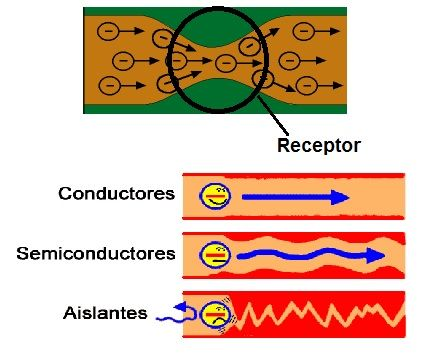 Receptor
Conductores
Semiconductores
Aislantes